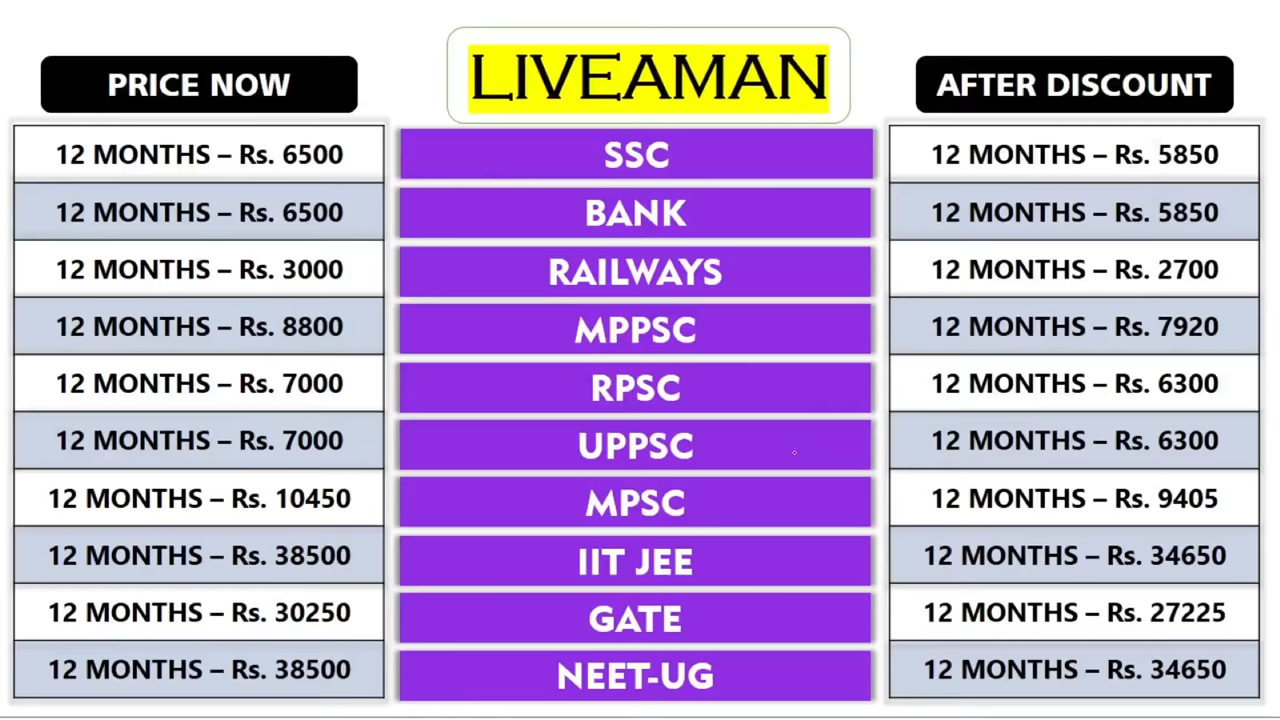 PRICE NOW LIVEAMAN AFTER DISCOUNT
12 MONTHS – Rs. 6500 SSC 12 MONTHS – Rs. 5850
12 MONTHS – Rs. 6500 BANK 12 MONTHS – Rs. 5850
12 MONTHS – Rs. 3000 RAILWAYS 12 MONTHS – Rs. 2700
12 MONTHS – Rs. 8800 MPPSC 12 MONTHS – Rs. 7920
12 MONTHS – Rs. 7000 RPSC 12 MONTHS – Rs. 6300
12 MONTHS – Rs. 7000 UPPSC 12 MONTHS – Rs. 6300
12 MONTHS – Rs. 10450 MPSC 12 MONTHS – Rs. 9405
12 MONTHS – Rs. 38500 IIT JEE 12 MONTHS – Rs. 34650
12 MONTHS – Rs. 30250 GATE 12 MONTHS – Rs. 27225
12 MONTHS – Rs. 38500 NEET-UG 12 MONTHS – Rs. 34650